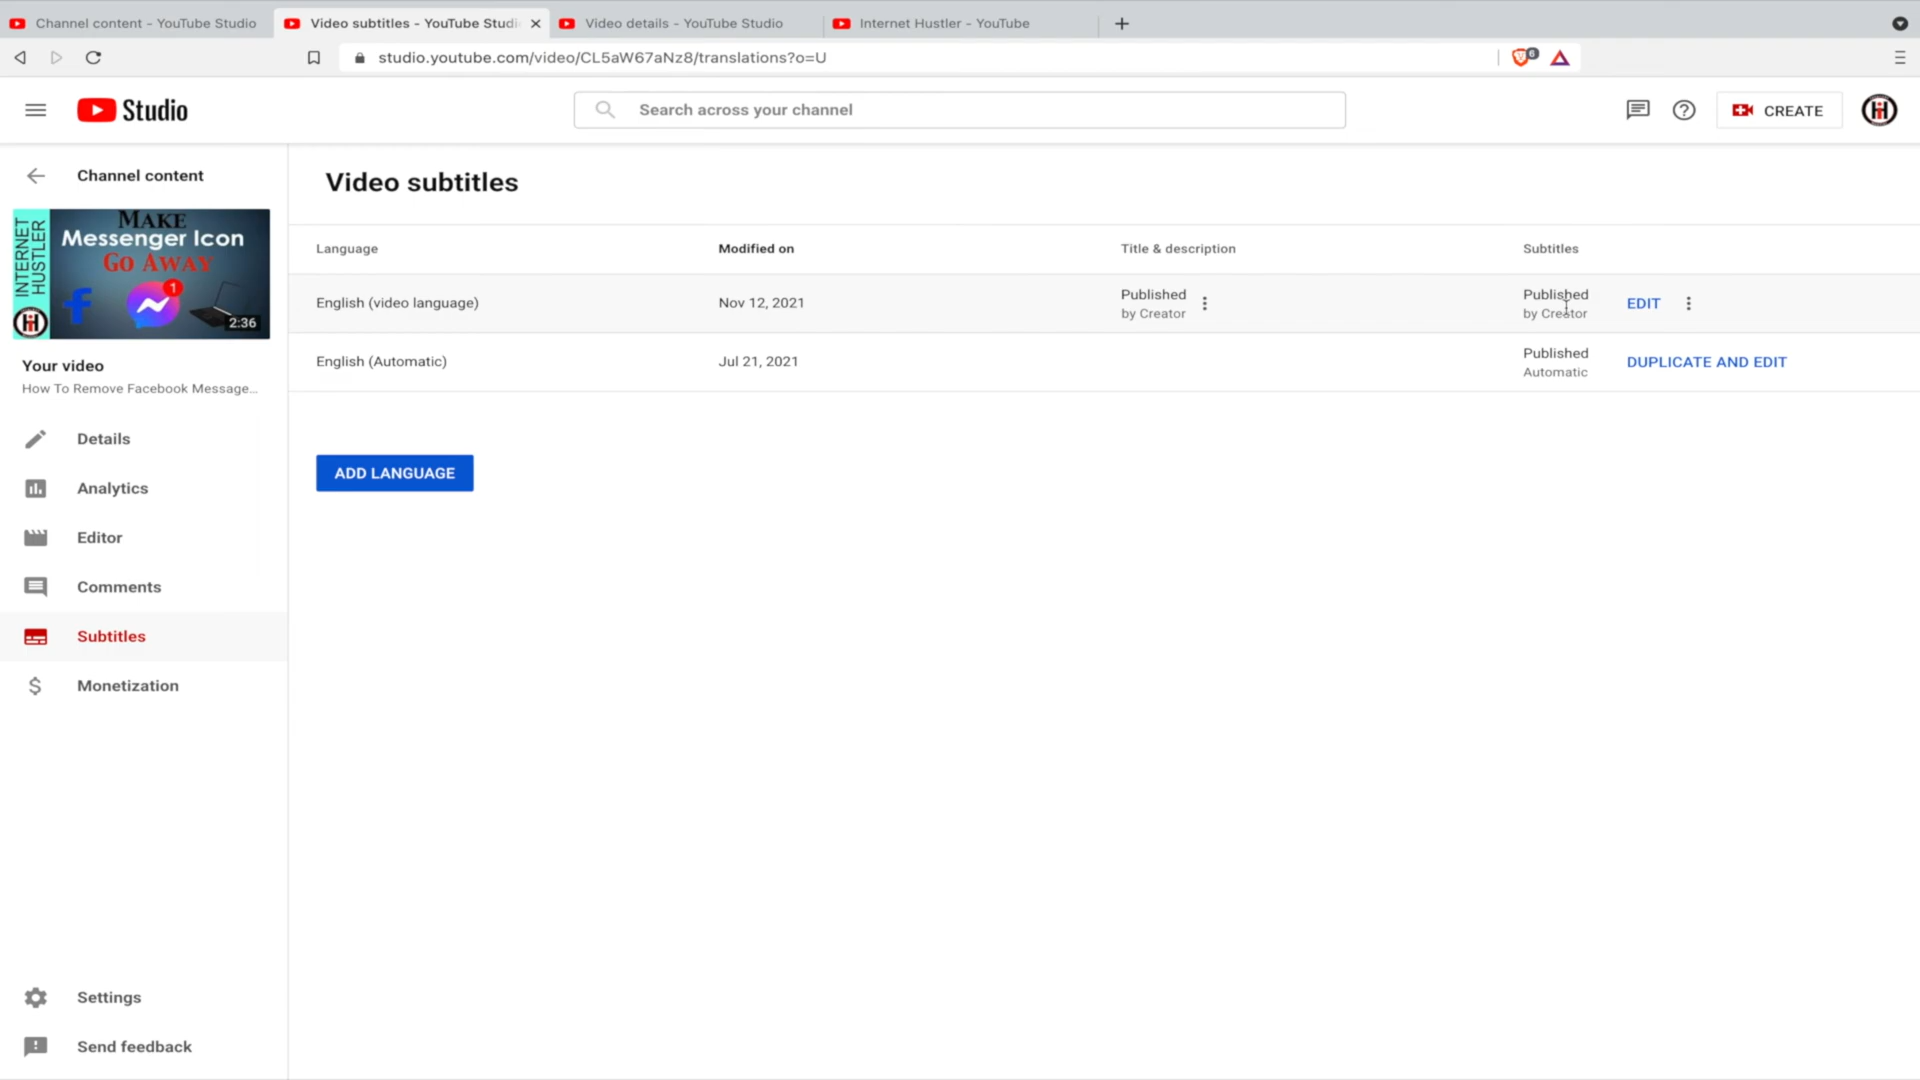 Content - YouTube Studio
Video subtitles - YouTube Studi
Video details - YouTube Studio
Internet Hustler - YouTube
studio.youtube.com/video/CL5aW67aNz8/translations?o=U
6
Studio
Search across your channel
CREATE
Channel content
INTERNET
HUSTLER
MAKE
Messenger Icon
GO AWAY
1
2:36
Your video
How To Remove Facebook Message...
Details
Analytics
Editor
Comments
Subtitles
Monetization
Settings
Send feedback
Video subtitles
Language Modified on Title & description Subtitles
English (video language) Nov 12, 2021 Published by Creator Published by Creator EDIT
English (Automatic) Jul 21, 2021 Published Automatic DUPLICATE AND EDIT
ADD LANGUAGE